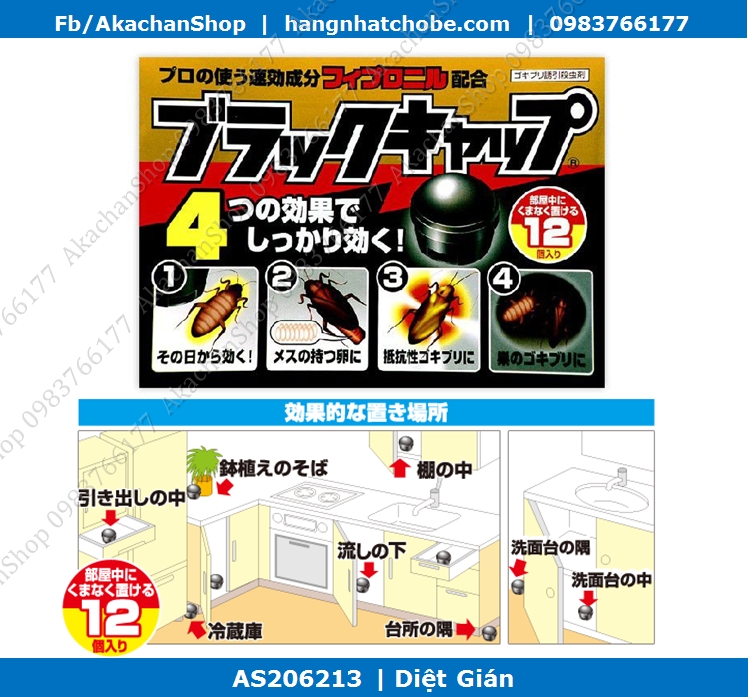 Fb/AkachanShop | hangnhatchobe.com | 0983766177
プロの使う速効成分フィプロニル配合
ゴキブリ誘引殺虫剤
ブラックキャップ®
4つの効果で
しっかり効く!
部屋中に
くまなく置ける
12
個入り
1
その日から効く!
2
メスの持つ卵に
3
抵抗性ゴキブリに
4
巣のゴキブリに
効果的な置き場所
鉢植えのそば
棚の中
引き出しの中
流しの下
洗面台の隅
洗面台の中
冷蔵庫
台所の隅
部屋中に
くまなく置ける
12
個入り
AkachanShop 0983766177
AS206213 | Diệt Gián